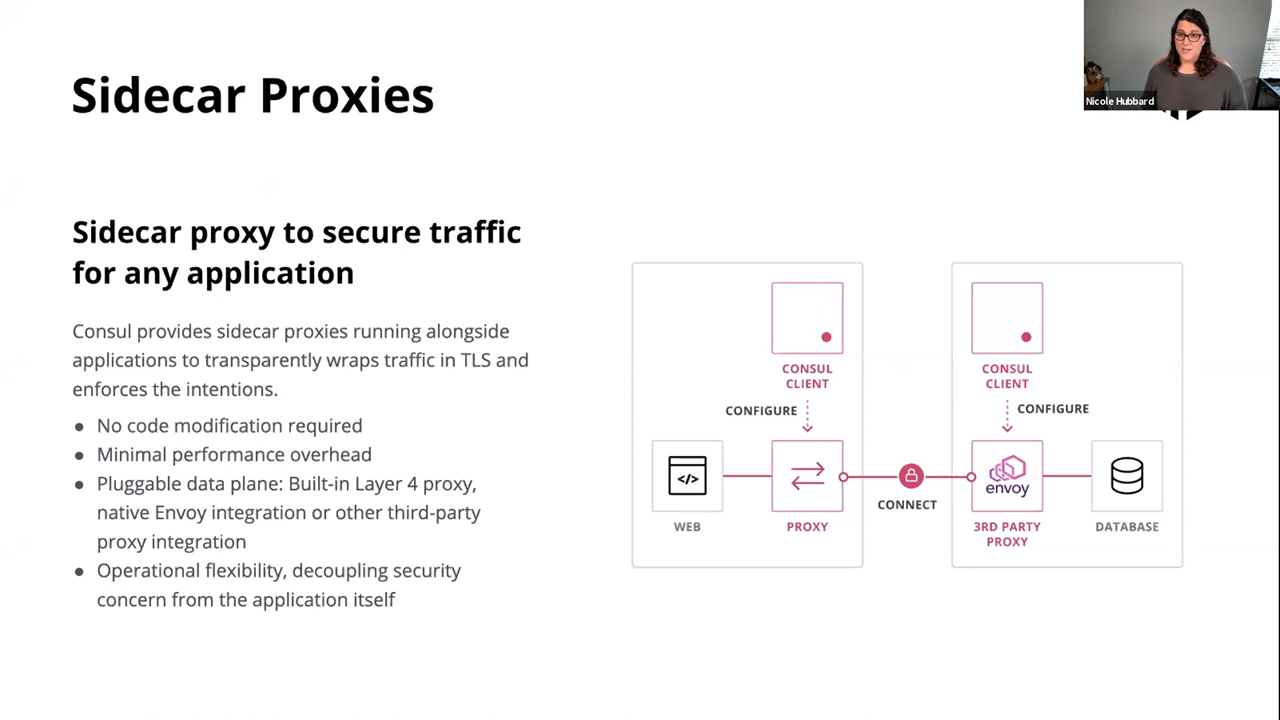 Sidecar Proxies
Nicole Hubbard
Sidecar proxy to secure traffic
for any application
Consul provides sidecar proxies running alongside
applications to transparently wraps traffic in TLS and
enforces the intentions.
● No code modification required
● Minimal performance overhead
● Pluggable data plane: Built-in Layer 4 proxy,
native Envoy integration or other third-party
proxy integration
● Operational flexibility, decoupling security
concern from the application itself
CONSUL
CLIENT
CONFIGURE
WEB
PROXY
CONNECT
CONSUL
CLIENT
CONFIGURE
envoy
3RD PARTY
PROXY
DATABASE